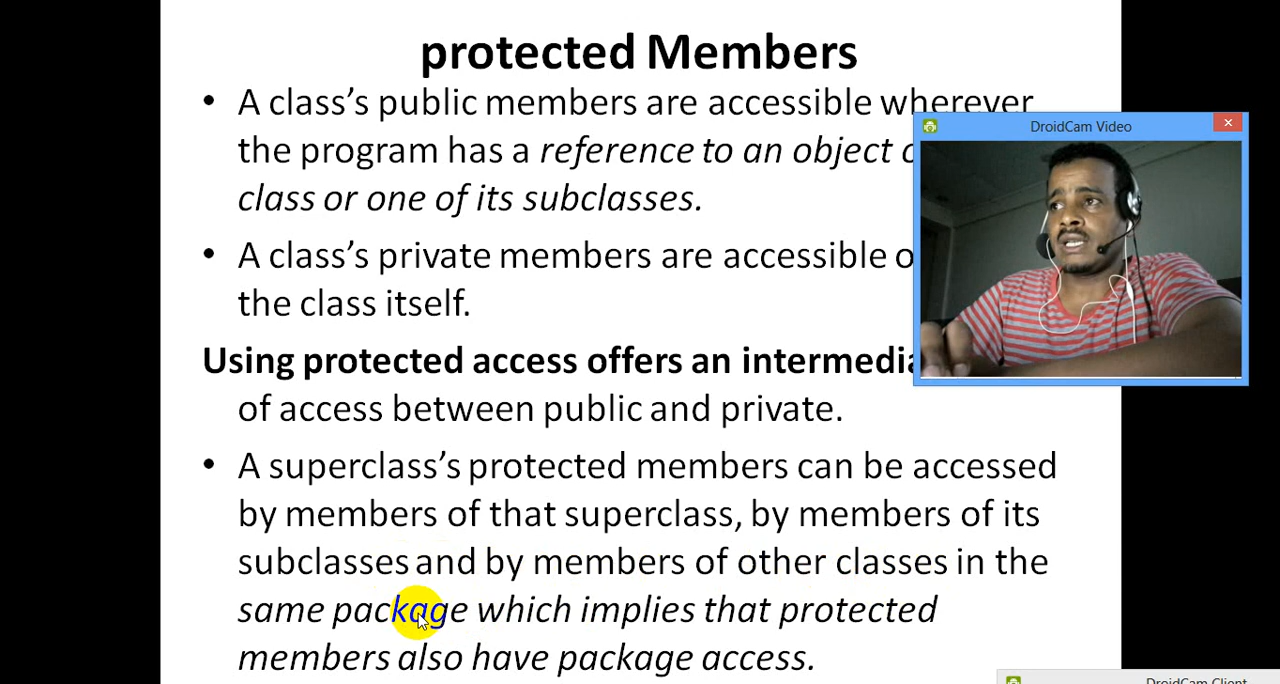 protected Members
• A class’s public members are accessible wherever
the program has a reference to an object
class or one of its subclasses.
• A class’s private members are accessible
the class itself.
Using protected access offers an
of access between public and private.
• A superclass’s protected members can be accessed
by members of that superclass, by members of its
subclasses and by members of other classes in the
same package which implies that protected
members also have package access.
DroidCam Video
DroidCam Client